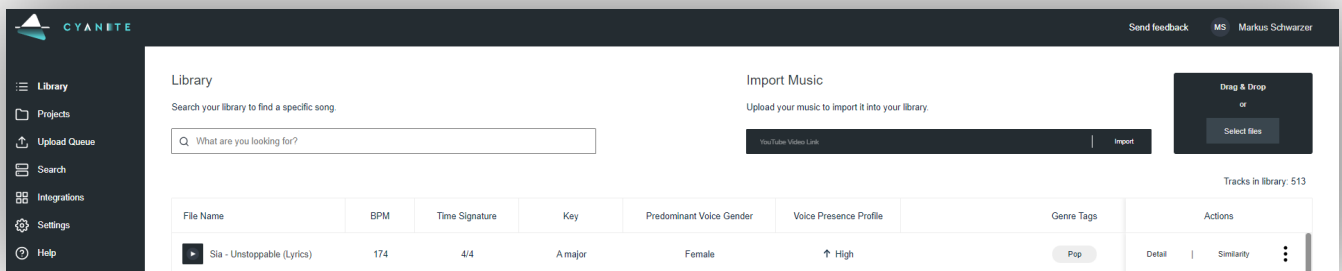 CYANITE
Send feedback
MS Markus Schwarzer
Library
Projects
Upload Queue
Search
Integrations
Settings
Help
Library
Search your library to find a specific song.
What are you looking for?
Import Music
Upload your music to import it into your library.
YouTube Video Link
Import
Drag & Drop
or
Select files
Tracks in library: 513
File Name BPM Time Signature Key Predominant Voice Gender Voice Presence Profile Genre Tags Actions
Sia - Unstoppable (Lyrics) 174 4/4 A major Female High Pop Detail | Similarity